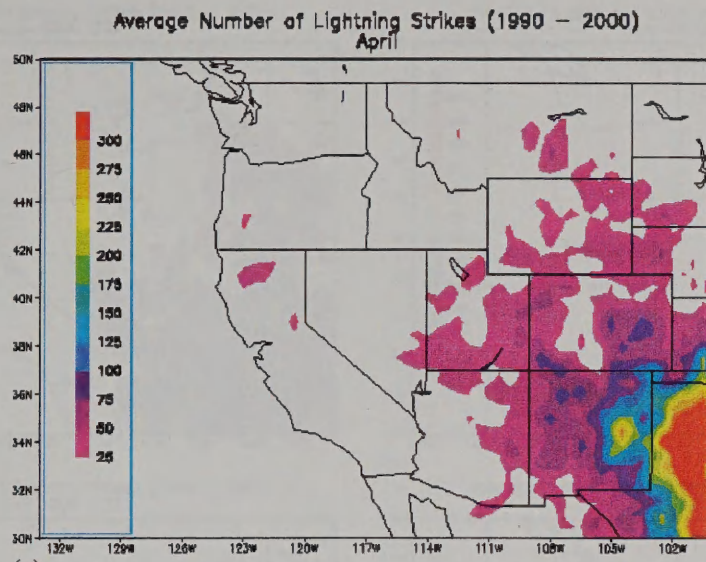 Average Number of Lightning Strikes (1990 – 2000)
April
50N
48N
46N
44N
42N
40N
38N
36N
34N
32N
30N
300
275
250
225
200
175
150
125
100
75
50
25
132W 129W 126W 123W 120W 117W 114W 111W 108W 105W 102W